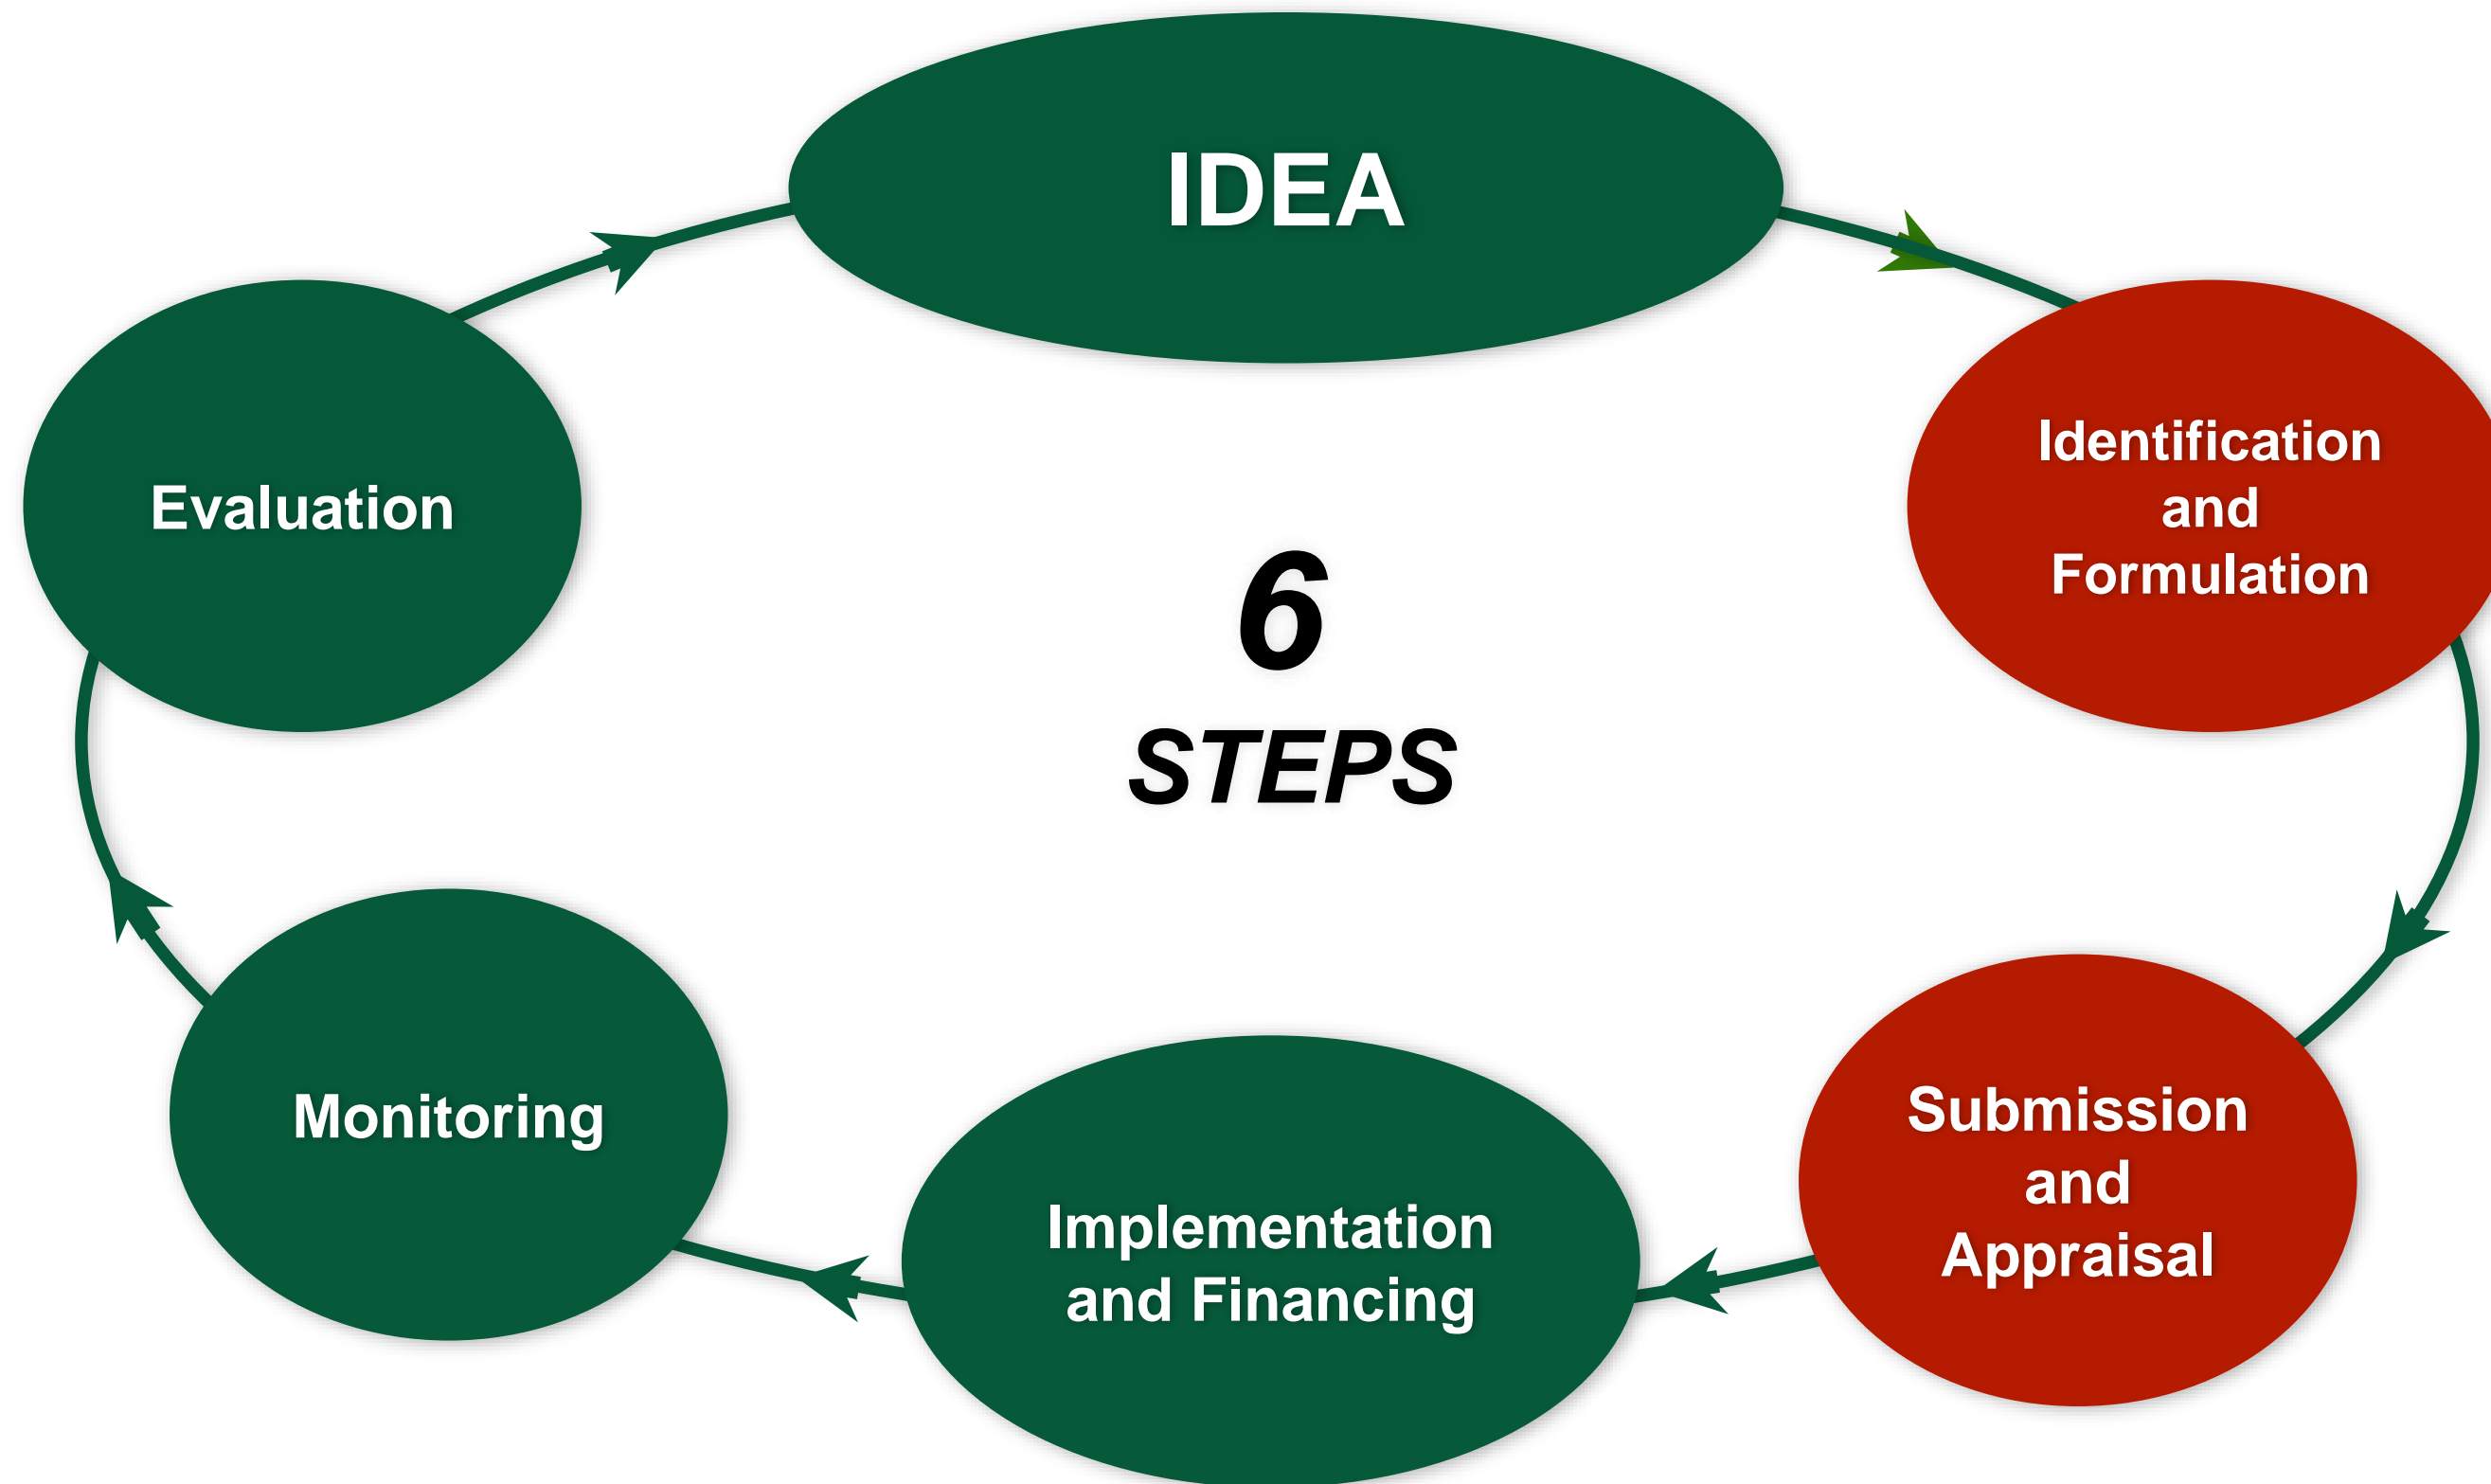 IDEA
Identification
and
Formulation
Evaluation
6
STEPS
Submission
and
Appraisal
Monitoring
Implementation
and Financing